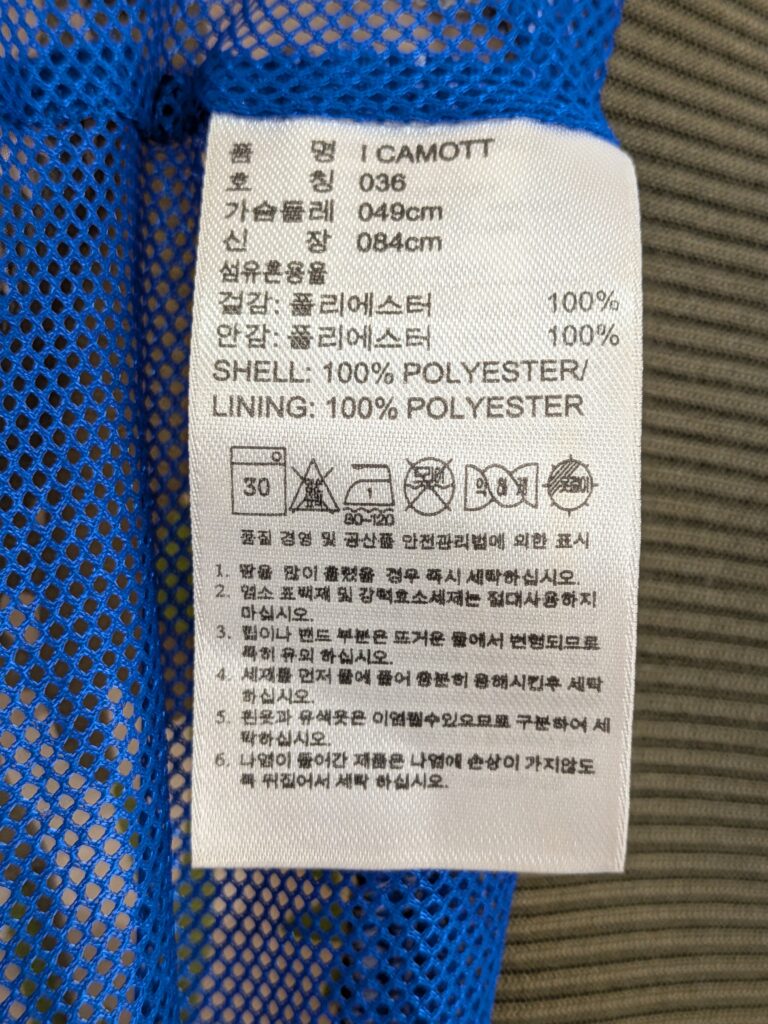 품 명 I CAMOTT
호 칭 036
가슴둘레 049cm
신 장 084cm
섬유혼용율
겉감: 폴리에스터 100%
안감: 폴리에스터 100%
SHELL: 100% POLYESTER/
LINING: 100% POLYESTER
30
1
80-120
약 하 게
품질 경영 및 공산품 안전관리법에 의한 표시
1. 땀을 많이 흘렸을 경우 즉시 세탁하십시오.
2. 염소 표백제 및 강력효소세제는 절대사용하지
마십시오.
3. 립이나 밴드 부분은 뜨거운 물에서 변형되므로
특히 유의 하십시오.
4. 세제를 먼저 물에 풀어 충분히 용해시킨후 세탁
하십시오.
5. 흰옷과 유색옷은 이염될수있으므로 구분하여 세
탁하십시오.
6. 나염이 들어간 제품은 나염에 손상이 가지않도
록 뒤집어서 세탁 하십시오.